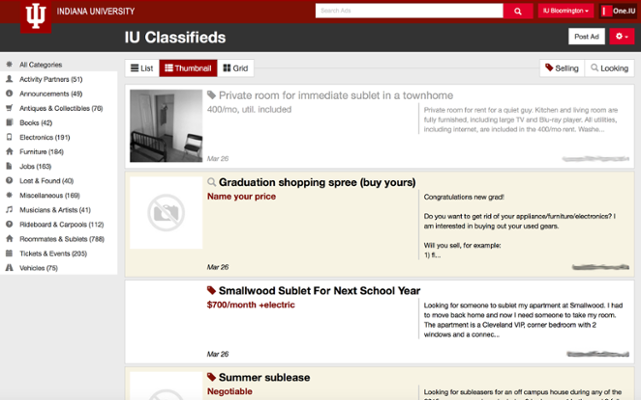 INDIANA UNIVERSITY
Search Ads
IU Bloomington
One.IU
IU Classifieds
Post Ad
All Categories
Activity Partners (51)
Announcements (49)
Antiques & Collectibles (76)
Books (42)
Electronics (191)
Furniture (184)
Jobs (163)
Lost & Found (40)
Miscellaneous (169)
Musicians & Artists (41)
Rideboard & Carpools (112)
Roommates & Sublets (788)
Tickets & Events (205)
Vehicles (75)
List
Thumbnail
Grid
Selling
Looking
Private room for immediate sublet in a townhome
400/mo, util. included
Private room for rent for a quiet guy. Kitchen and living room are
fully furnished, including large TV and Blu-ray player. All utilities,
including internet, are included in the 400/mo rent. Washe...
Mar 26
Graduation shopping spree (buy yours)
Name your price
Congratulations new grad!
Do you want to get rid of your appliance/furniture/electronics? I
am interested in buying out your used gears.
Will you sell, for example:
1) fl...
Mar 26
Smallwood Sublet For Next School Year
$700/month +electric
Looking for someone to sublet my apartment at Smallwood. I had
to move back home and now I need someone to take my room.
The apartment is a Cleveland VIP, corner bedroom with 2
windows and a connec...
Mar 26
Summer sublease
Negotiable
Looking for subleasers for an off campus house during any of the